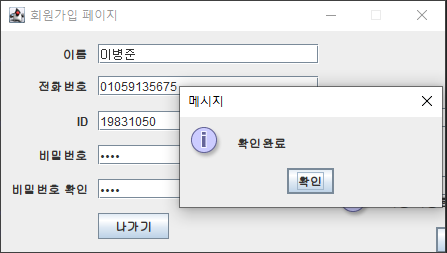 회원가입 페이지
이름 이병준
전화번호 01059135675
메시지
ID 19831050
확인완료
비밀번호 ••••
확인
비밀번호 확인 ••••
나가기